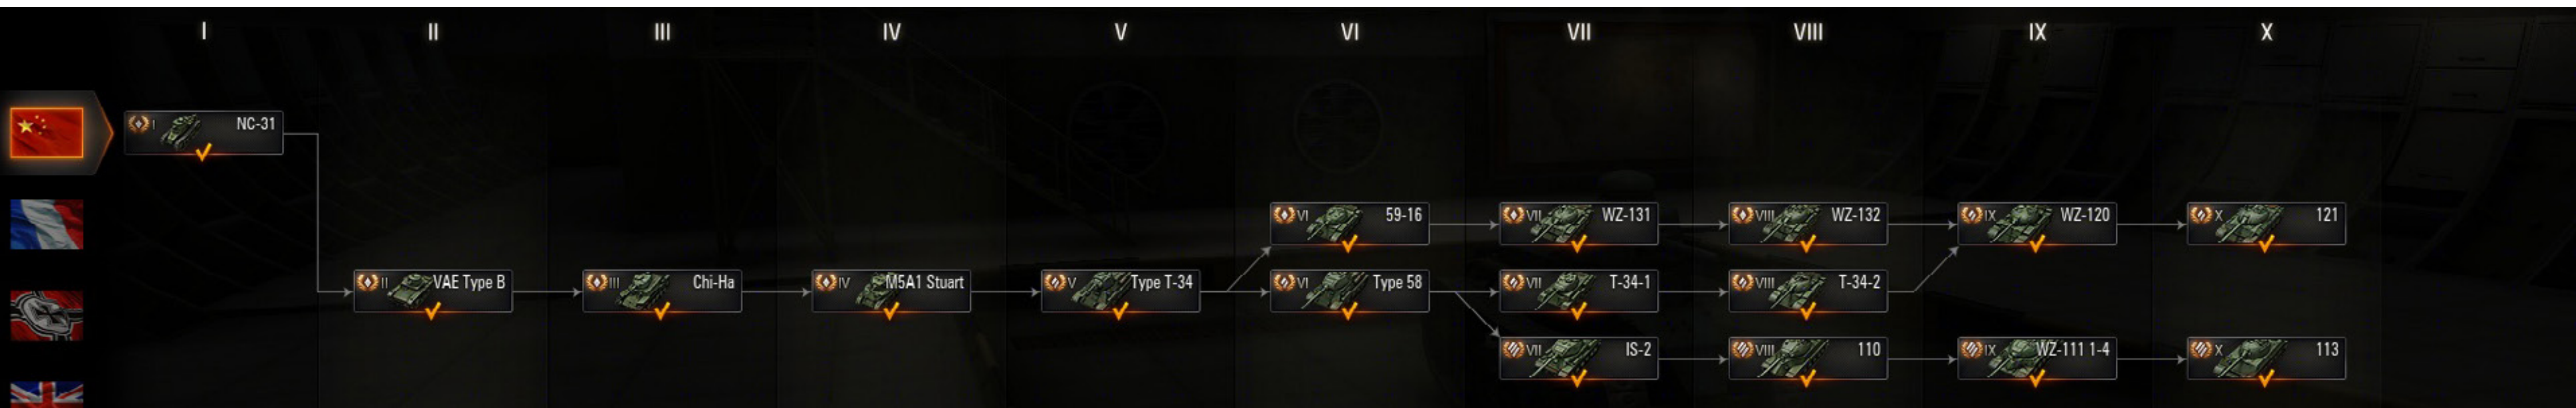 I II III IV V VI VII VIII IX X
I NC-31
VI 59-16 VII WZ-131 VIII WZ-132 IX WZ-120 X 121
II VAE Type B III Chi-Ha IV M5A1 Stuart V Type T-34 VI Type 58 VII T-34-1 VIII T-34-2
VII IS-2 VIII 110 IX WZ-111 1-4 X 113